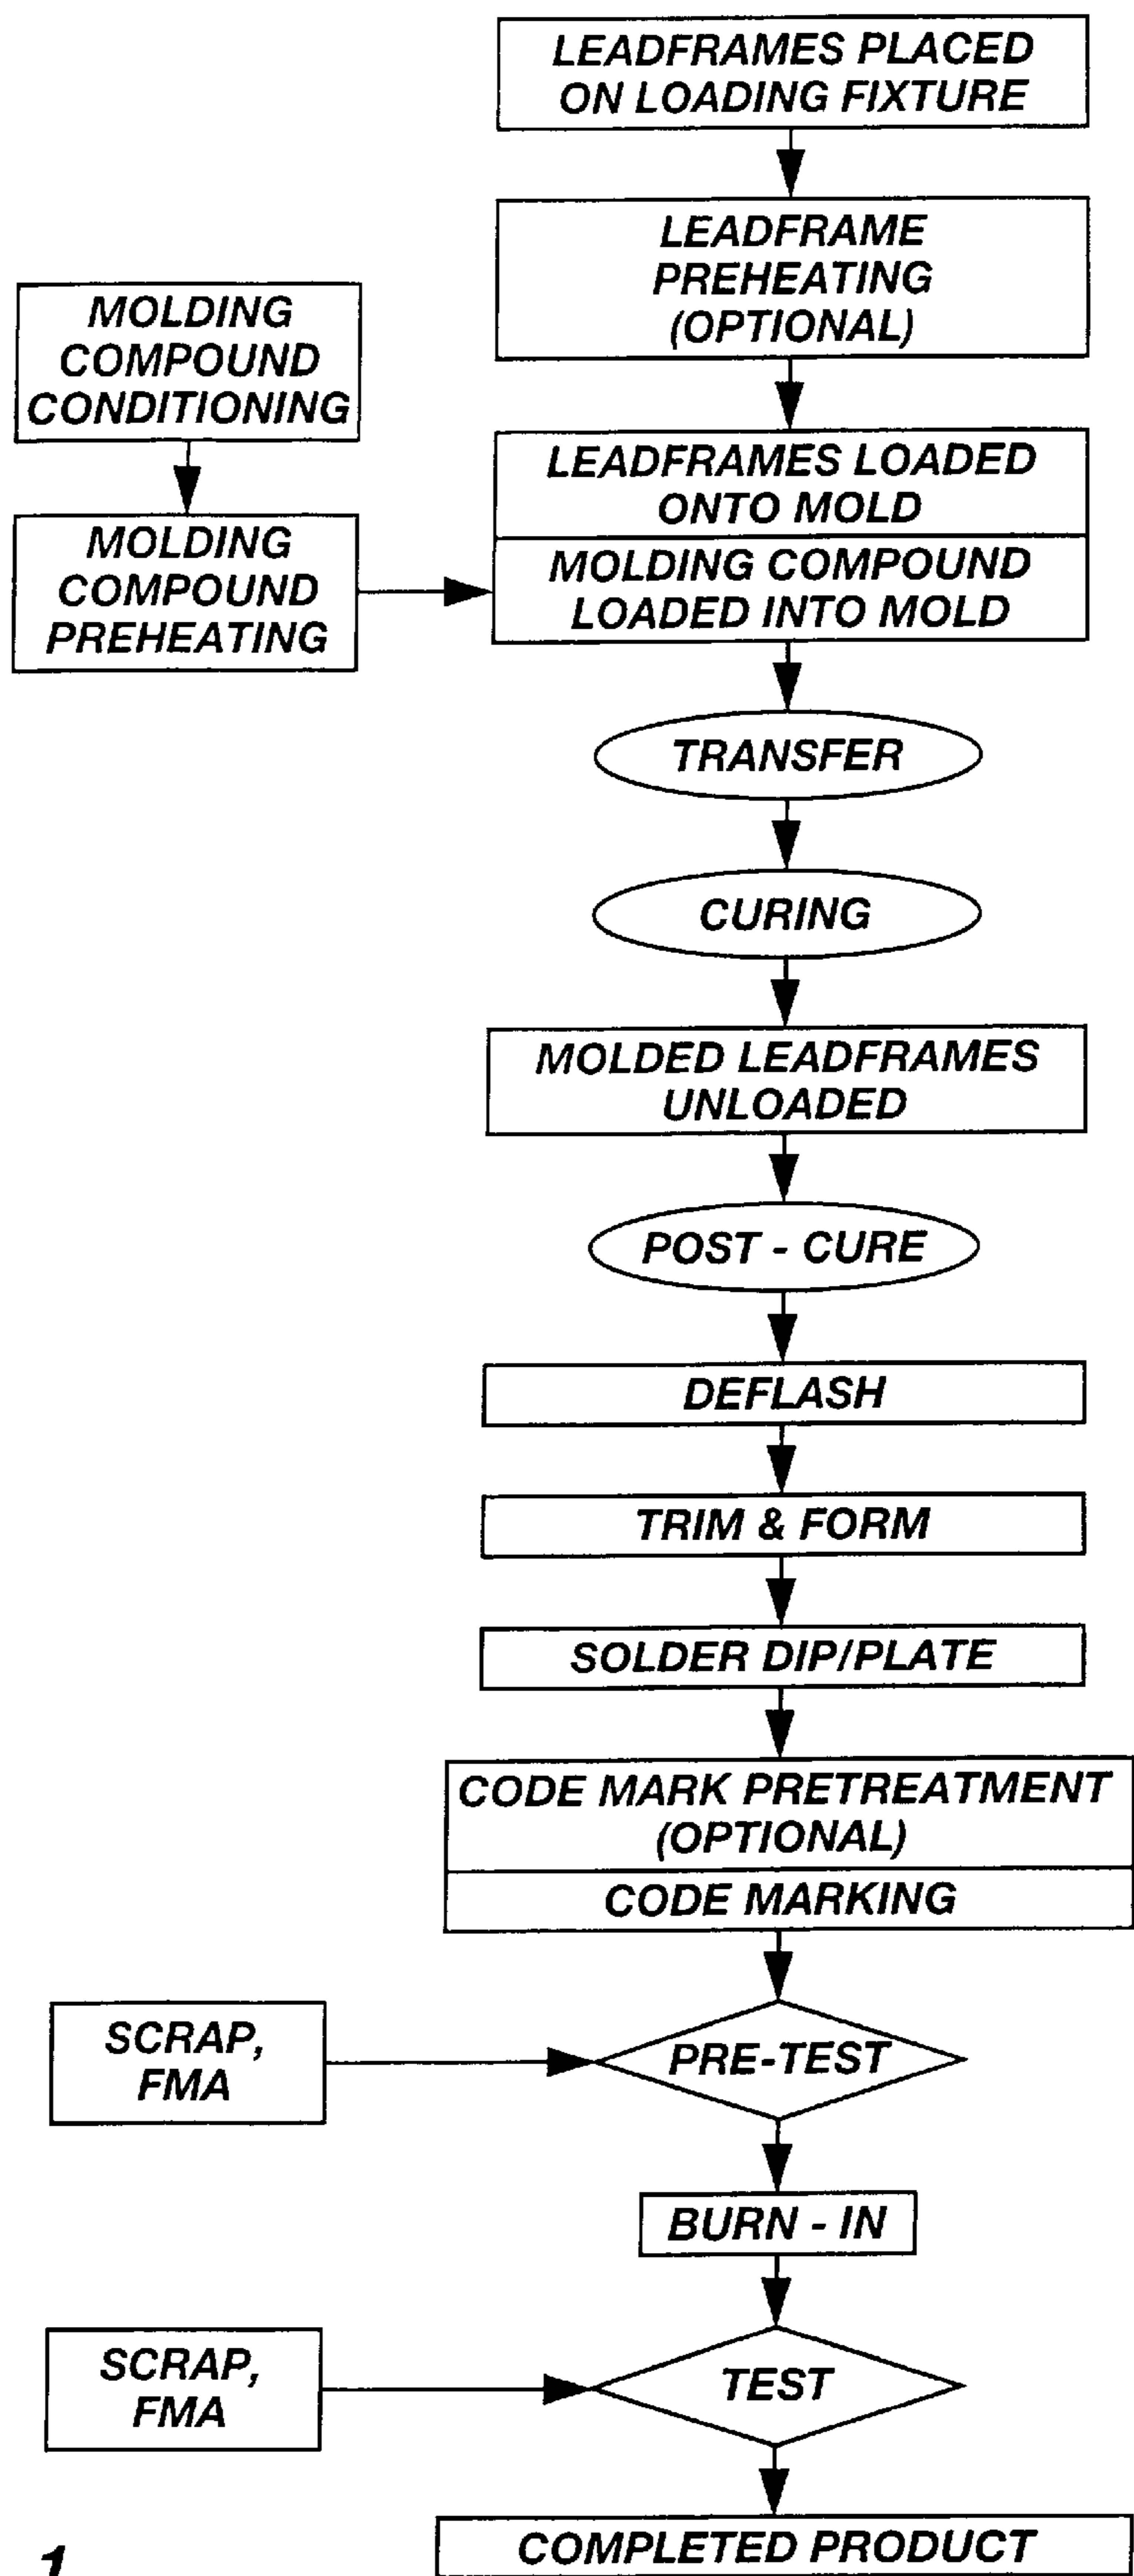 LEADFRAMES PLACED
ON LOADING FIXTURE
LEADFRAME
PREHEATING
(OPTIONAL)
MOLDING
COMPOUND
CONDITIONING
LEADFRAMES LOADED
ONTO MOLD
MOLDING
COMPOUND
PREHEATING
MOLDING COMPOUND
LOADED INTO MOLD
TRANSFER
CURING
MOLDED LEADFRAMES
UNLOADED
POST - CURE
DEFLASH
TRIM & FORM
SOLDER DIP/PLATE
CODE MARK PRETREATMENT
(OPTIONAL)
CODE MARKING
SCRAP,
FMA
PRE-TEST
BURN - IN
SCRAP,
FMA
TEST
COMPLETED PRODUCT
1